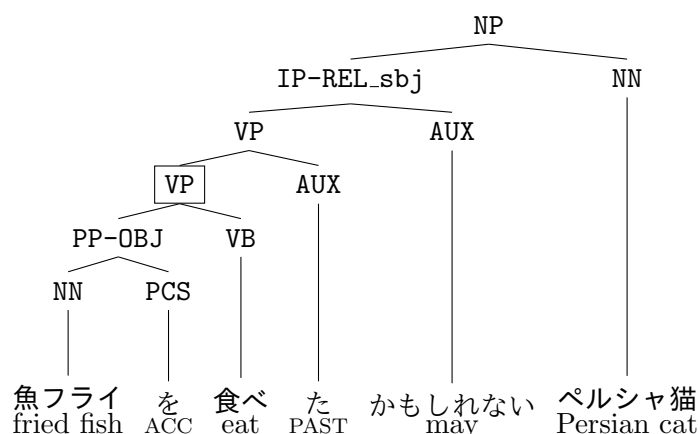 NP
IP-REL_sbj NN
VP AUX
VP AUX
PP-OBJ VB
NN PCS
魚フライ を 食べ た かもしれない ペルシャ猫
fried fish ACC eat PAST may Persian cat